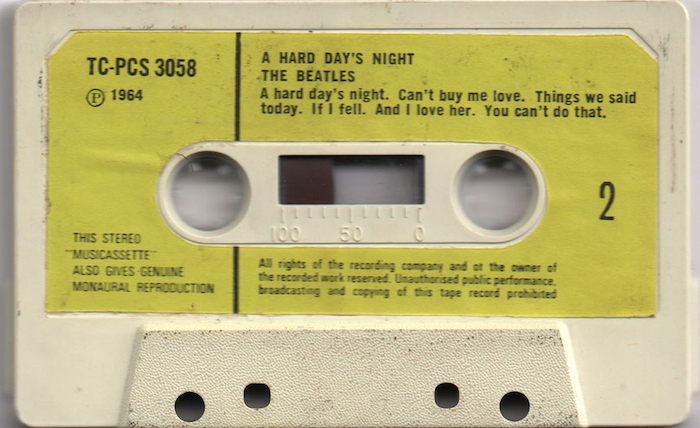 TC-PCS 3058
Ⓟ 1964
A HARD DAY'S NIGHT
THE BEATLES
A hard day's night. Can't buy me love. Things we said
today. If I fell. And I love her. You can't do that.
2
100 50 0
THIS STEREO
"MUSICASSETTE"
ALSO GIVES GENUINE
MONAURAL REPRODUCTION
All rights of the recording company and of the owner of
the recorded work reserved. Unauthorised public performance,
broadcasting and copying of this tape record prohibited